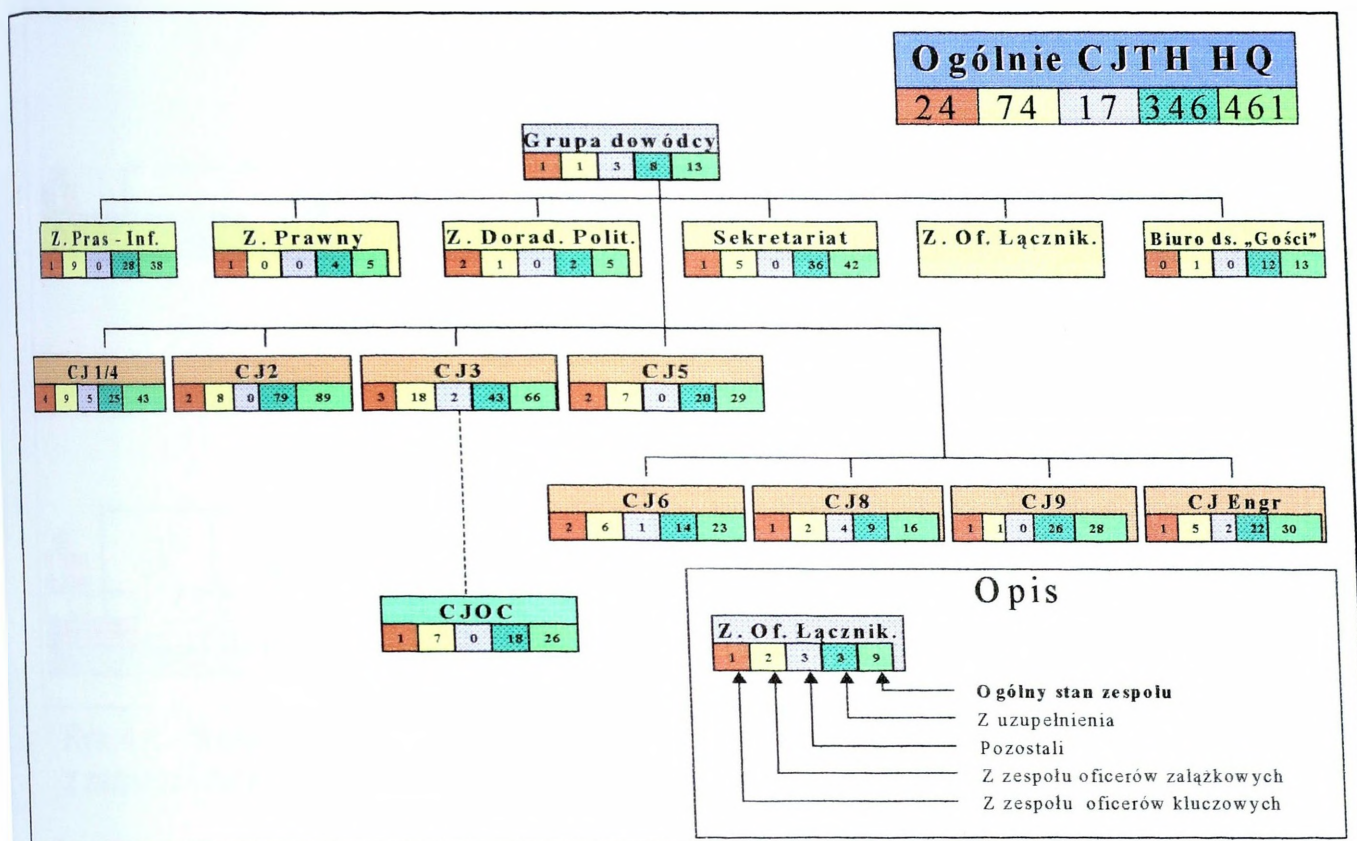 Ogólnie CJTH HQ
24 74 17 346 461
Grupa dowódcy
1 1 3 8 13
Z. Pras - Inf.
1 9 0 28 38
Z. Prawny
1 0 0 4 5
Z. Dorad. Polit.
2 1 0 2 5
Sekretariat
1 5 0 36 42
Z. Of. Łącznik.
Biuro ds. „Gości”
0 1 0 12 13
CJ 1/4
4 9 5 25 43
CJ2
2 8 0 79 89
CJ3
3 18 2 43 66
CJ5
2 7 0 20 29
CJ6
2 6 1 14 23
CJ8
1 2 4 9 16
CJ9
1 1 0 26 28
CJ Engr
1 5 2 22 30
CJOC
1 7 0 18 26
Opis
Z. Of. Łącznik.
1 2 3 3 9
Ogólny stan zespołu
Z uzupełnienia
Pozostali
Z zespołu oficerów zalążkowych
Z zespołu oficerów kluczowych